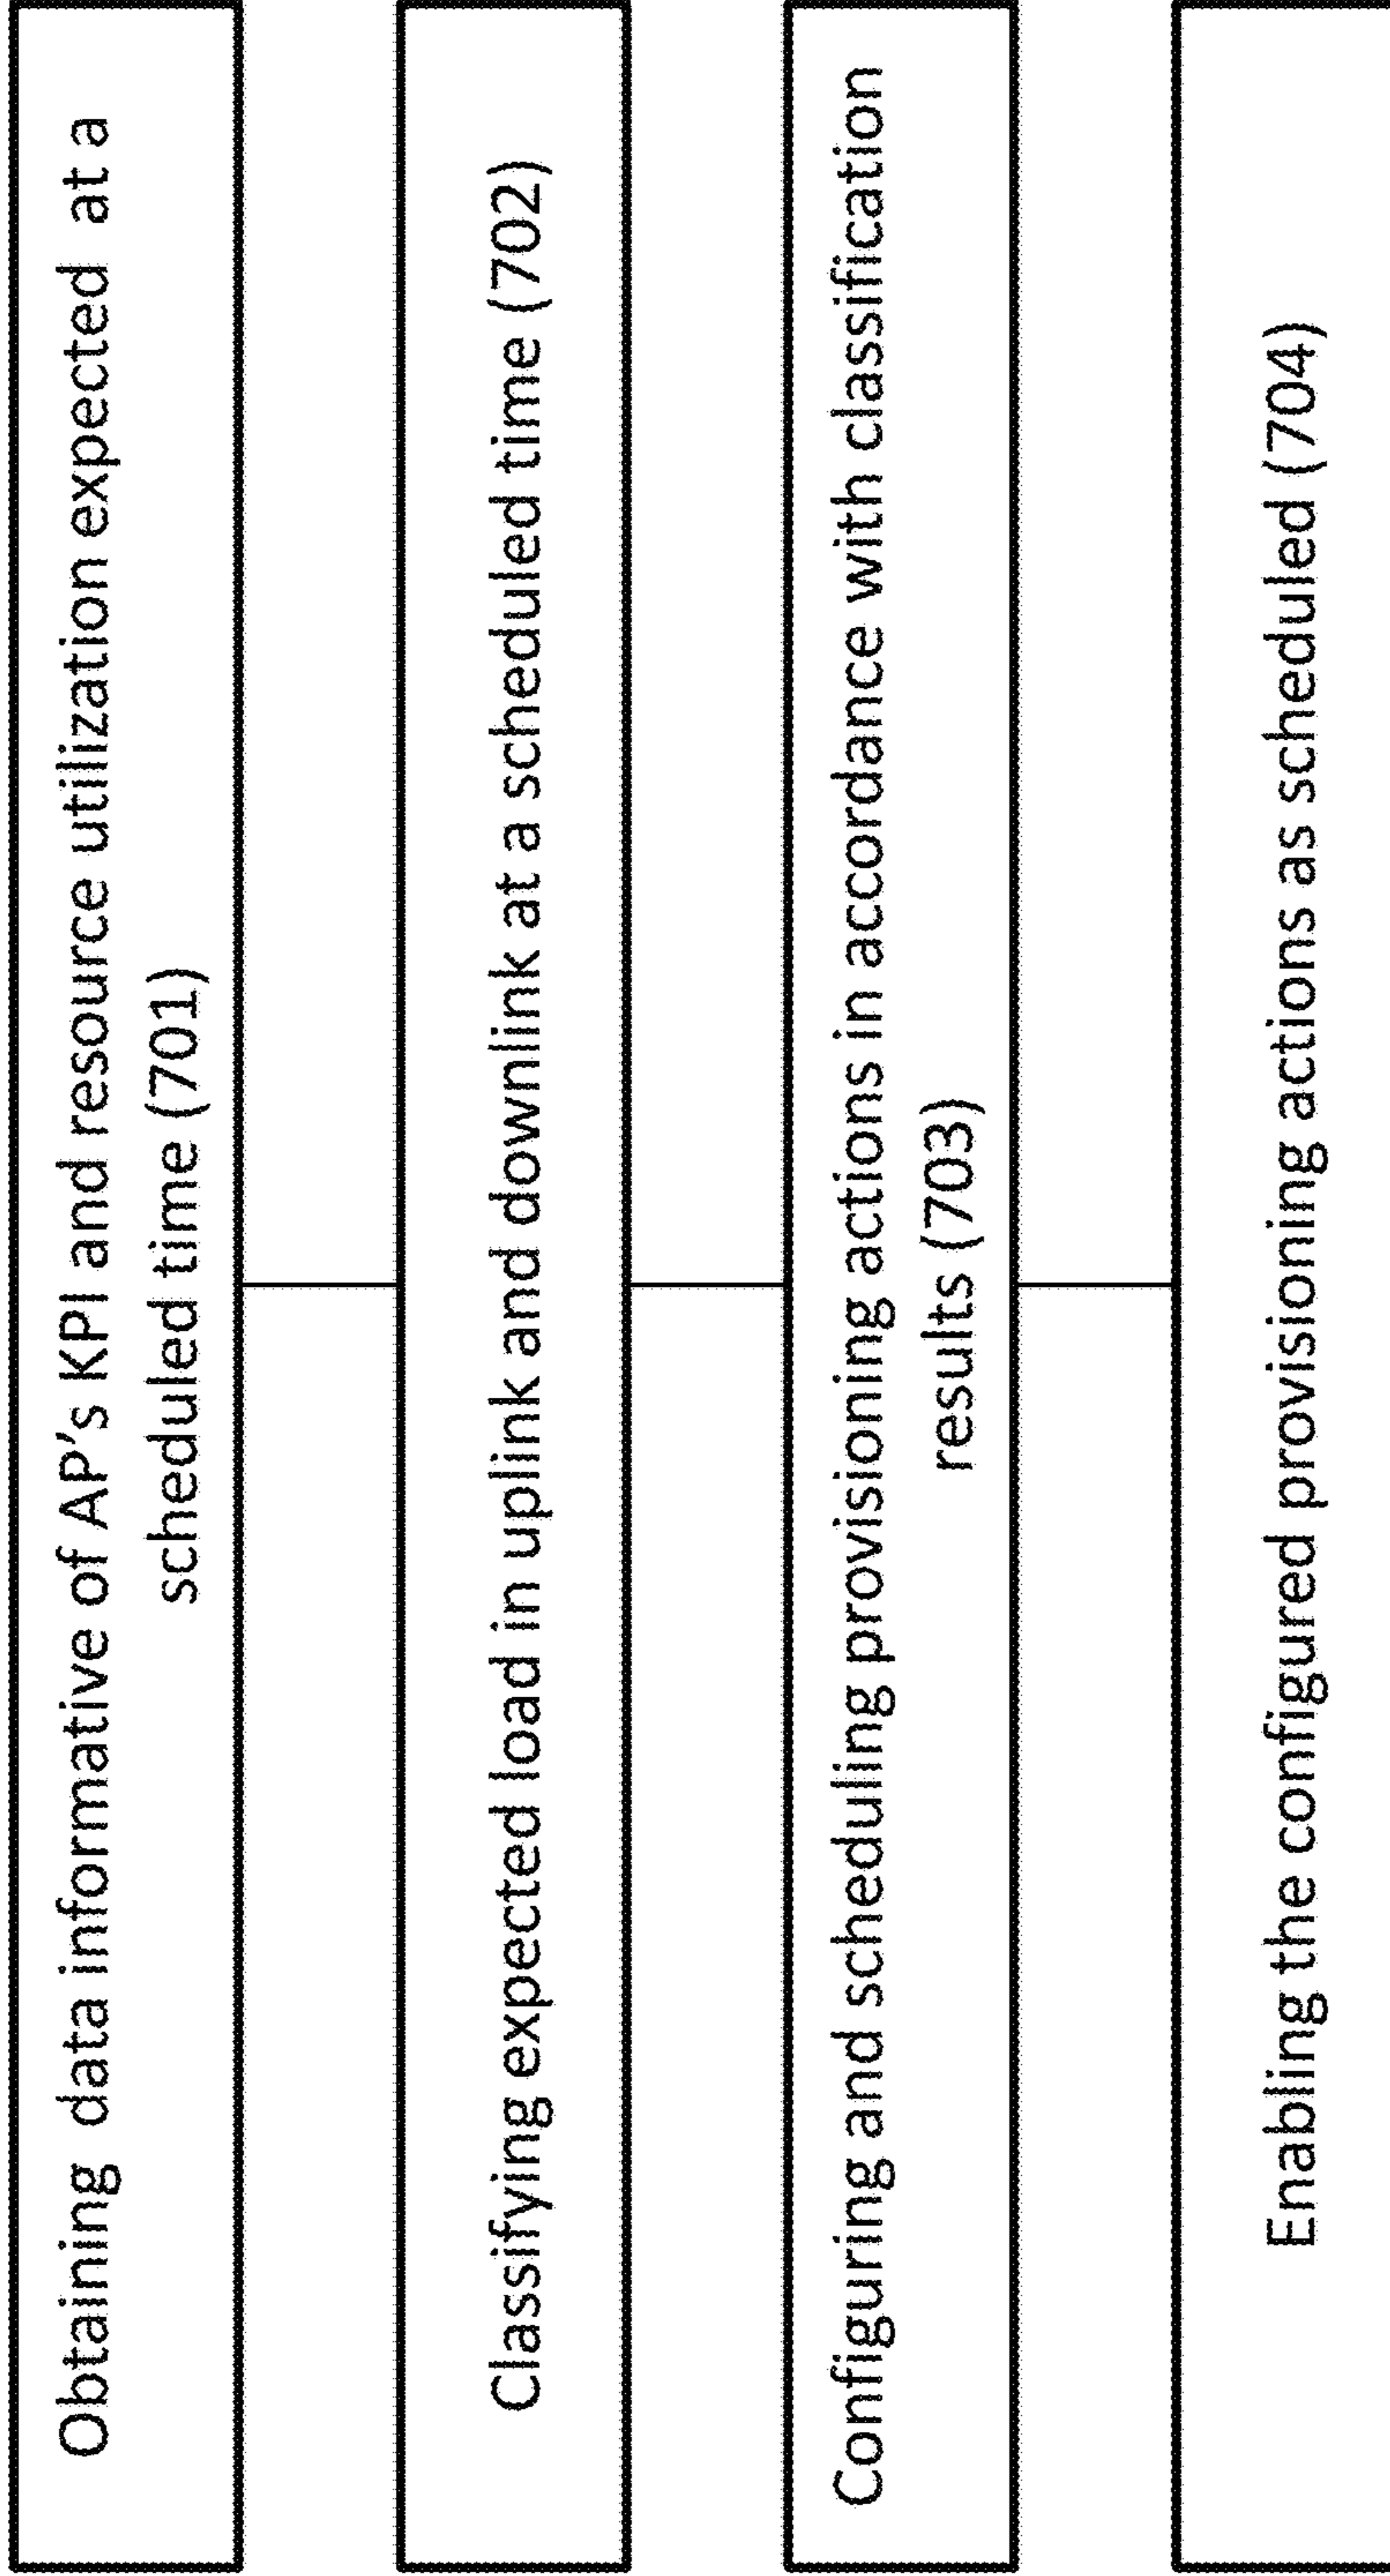 Obtaining data informative of AP's KPI and resource utilization expected at a
scheduled time (701)
Classifying expected load in uplink and downlink at a scheduled time (702)
Configuring and scheduling provisioning actions in accordance with classification
results (703)
Enabling the configured provisioning actions as scheduled (704)